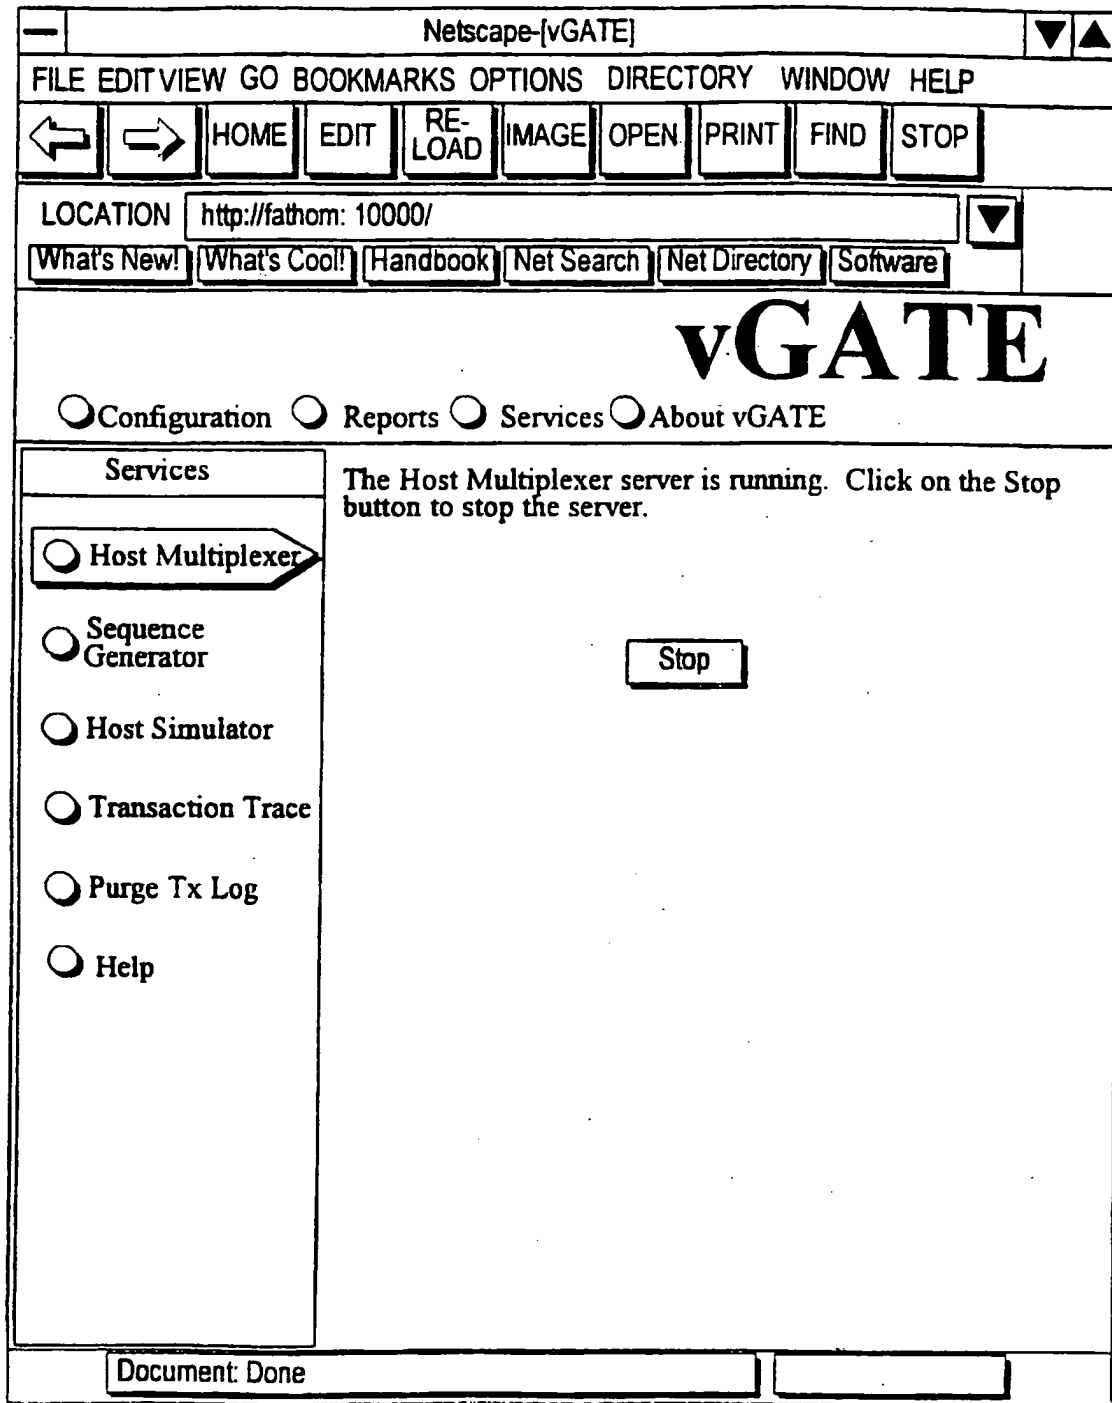 Netscape-[vGATE]
FILE EDIT VIEW GO BOOKMARKS OPTIONS DIRECTORY WINDOW HELP
HOME EDIT RE-LOAD IMAGE OPEN PRINT FIND STOP
LOCATION http://fathom: 10000/
What's New! What's Cool! Handbook Net Search Net Directory Software
vGATE
Configuration Reports Services About vGATE
Services
The Host Multiplexer server is running. Click on the Stop
button to stop the server.
Host Multiplexer
Sequence
Generator
Stop
Host Simulator
Transaction Trace
Purge Tx Log
Help
Document: Done